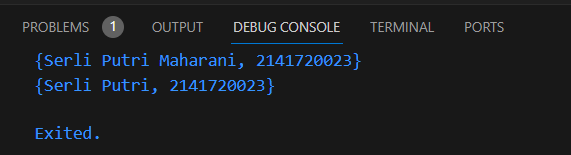 PROBLEMS 1 OUTPUT DEBUG CONSOLE TERMINAL PORTS
{Serli Putri Maharani, 2141720023}
{Serli Putri, 2141720023}
Exited.